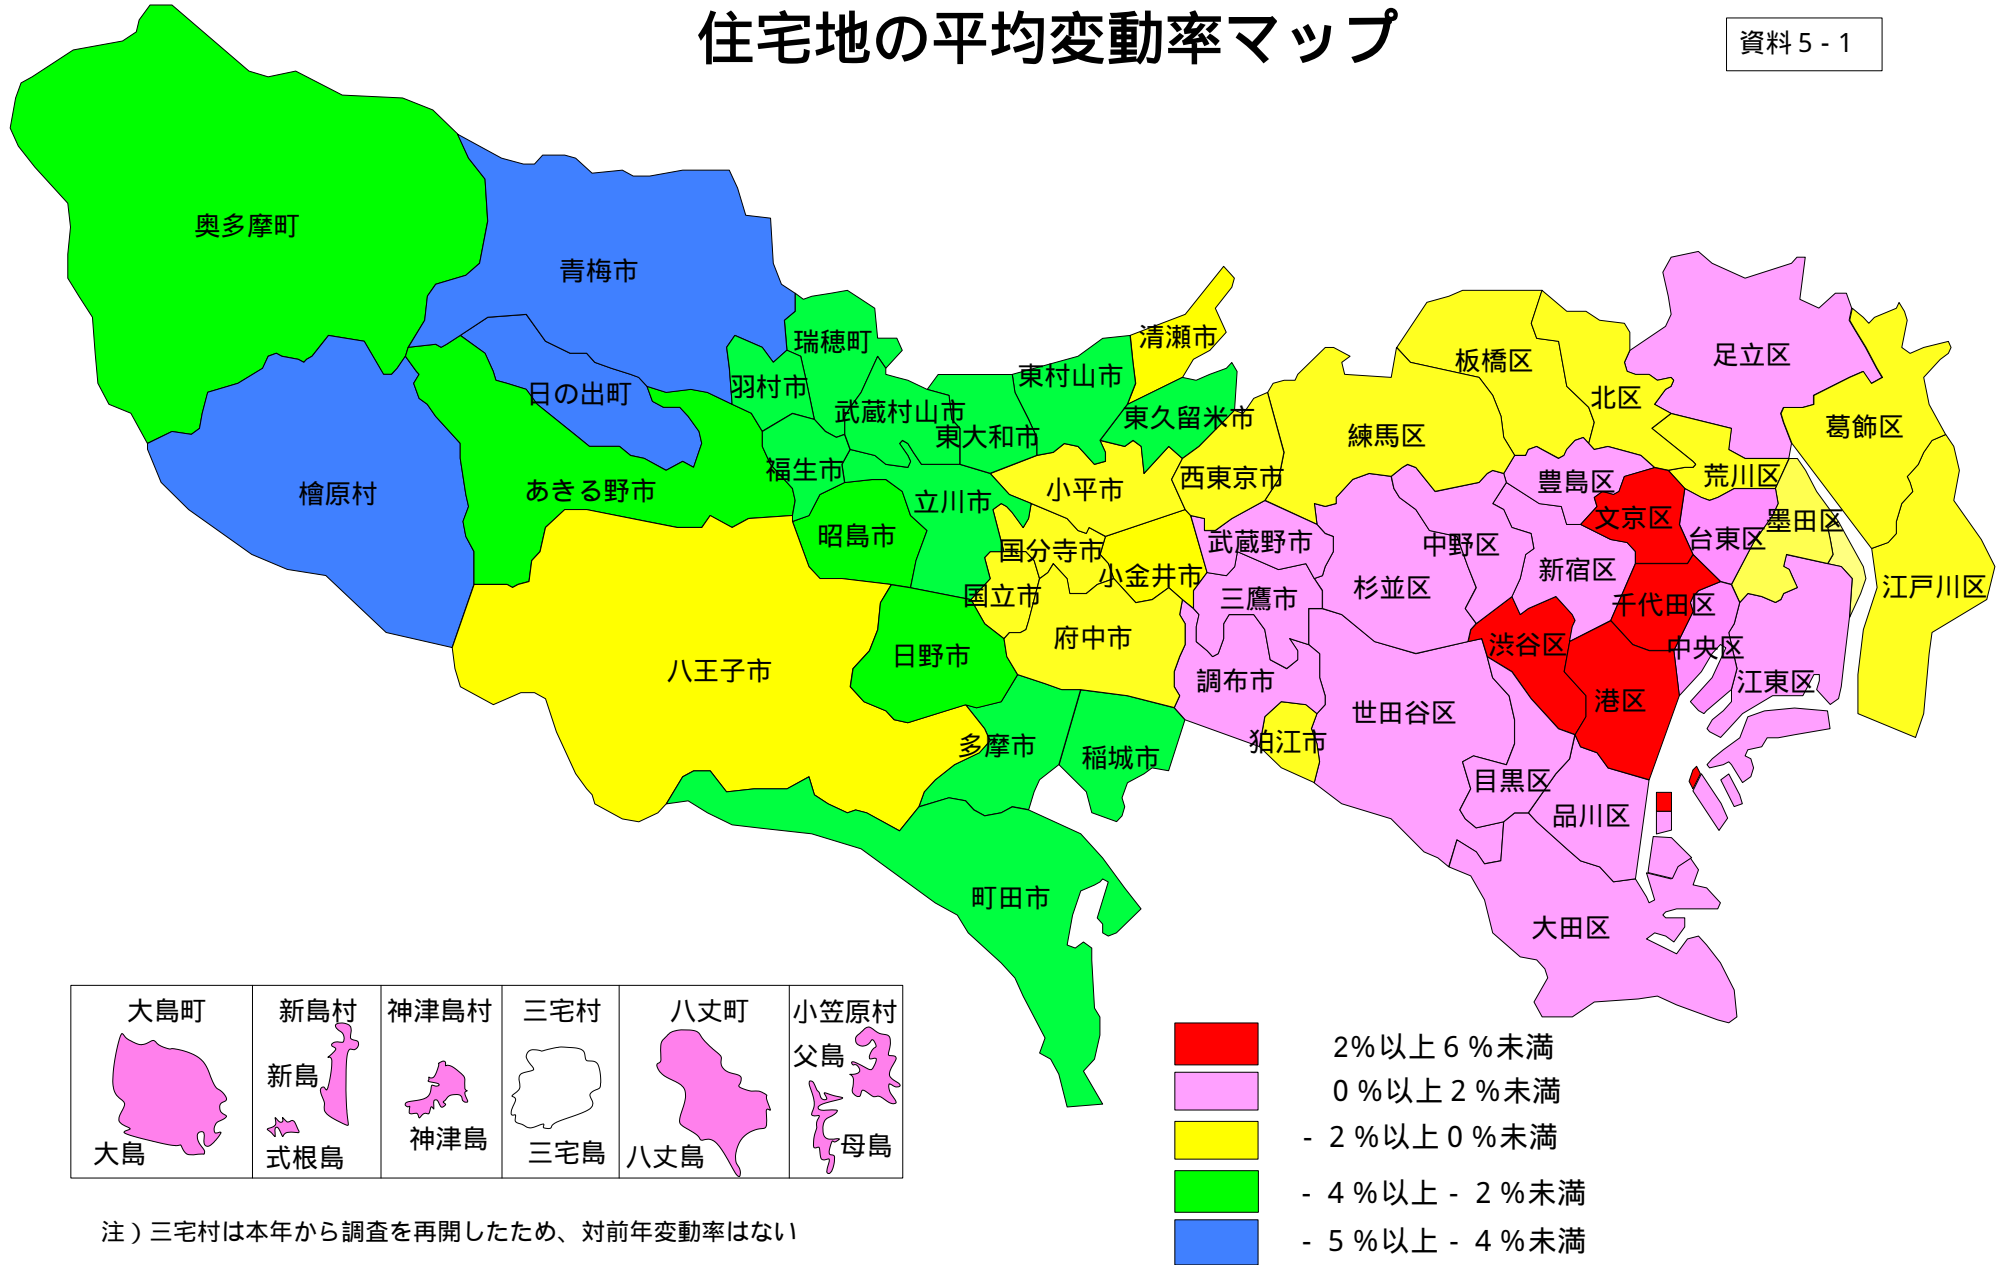 住宅地の平均変動率マップ
資料5-1
奥多摩町
青梅市
瑞穂町
清瀬市
羽村市
日の出町
東村山市
武蔵村山市
東大和市
東久留米市
板橋区
足立区
北区
葛飾区
練馬区
檜原村
あきる野市
福生市
立川市
小平市
西東京市
豊島区
荒川区
昭島市
文京区
墨田区
台東区
国分寺市
武蔵野市
中野区
小金井市
杉並区
新宿区
江戸川区
国立市
三鷹市
千代田区
府中市
日野市
渋谷区
中央区
八王子市
調布市
江東区
世田谷区
港区
多摩市
稲城市
狛江市
目黒区
品川区
町田市
大田区
大島町
新島村
神津島村
三宅村
八丈町
小笠原村
父島
新島
大島
式根島
神津島
三宅島
八丈島
母島
2%以上6%未満
0%以上2%未満
-2%以上0%未満
-4%以上-2%未満
-5%以上-4%未満
注)三宅村は本年から調査を再開したため、対前年変動率はない